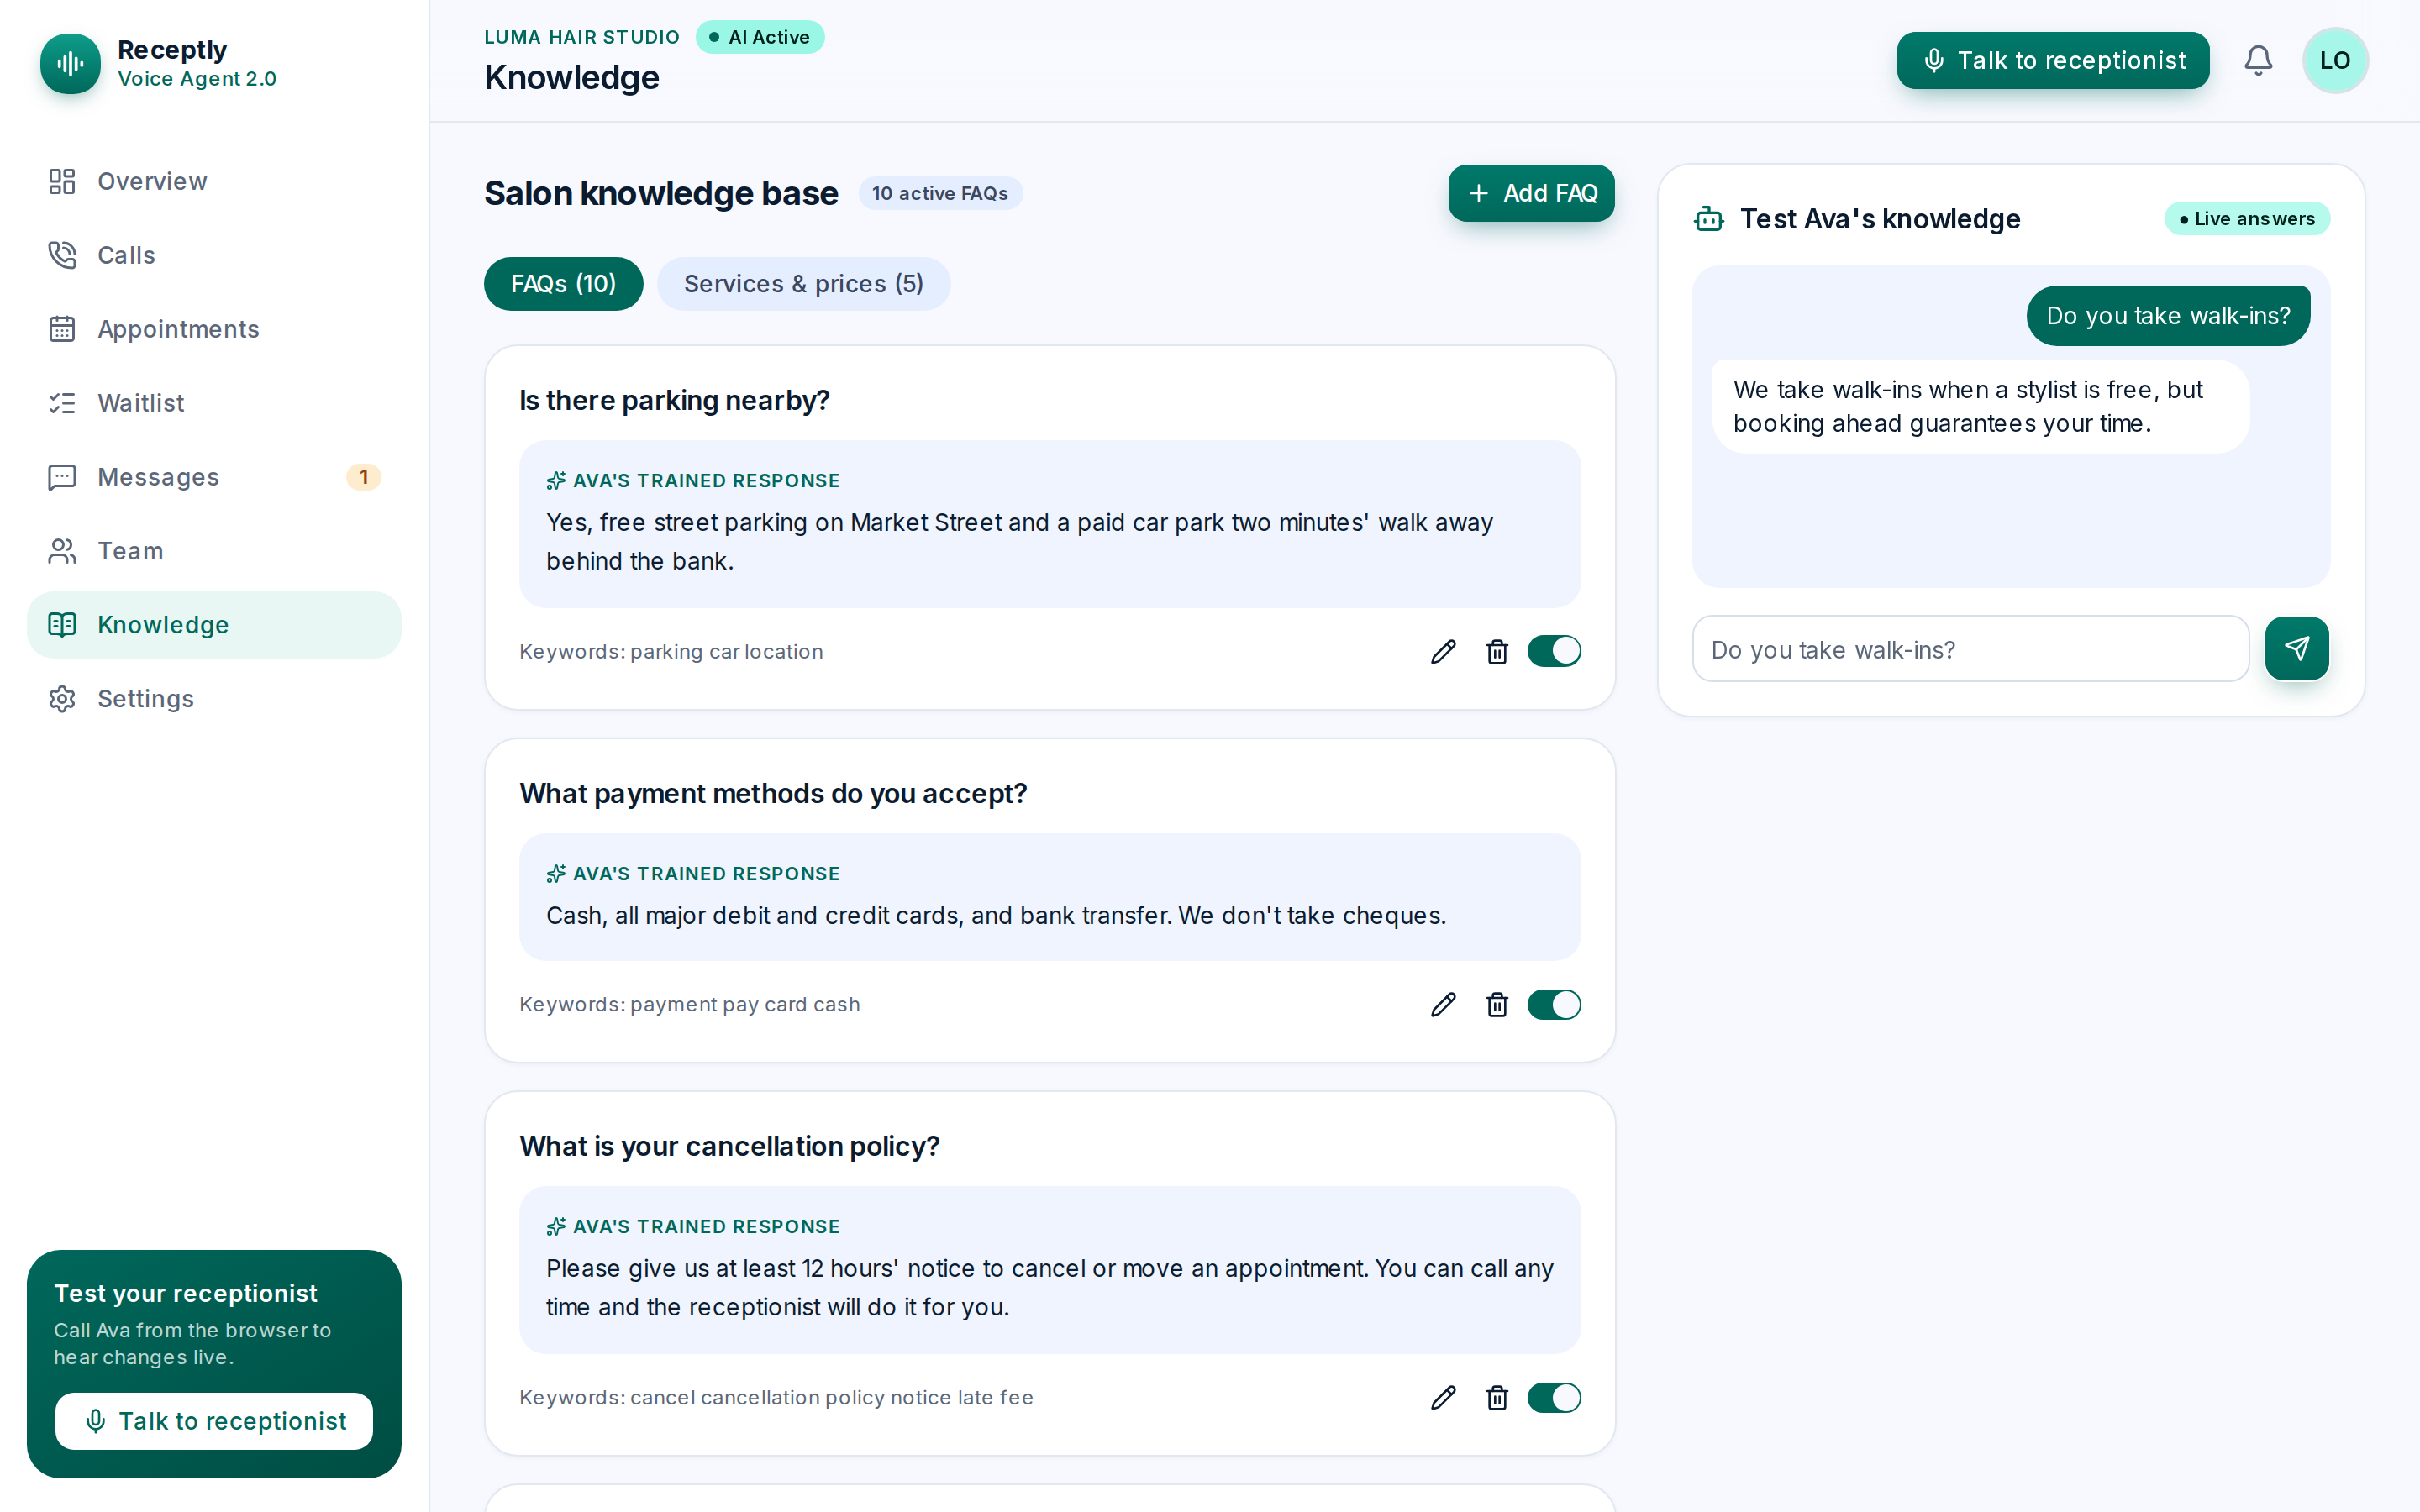 Receptly
Voice Agent 2.0
Overview
Calls
Appointments
Waitlist
Messages
1
Team
Knowledge
Settings
Test your receptionist
Call Ava from the browser to
hear changes live.
Talk to receptionist
LUMA HAIR STUDIO
AI Active
Knowledge
Talk to receptionist
LO
Salon knowledge base
10 active FAQs
Add FAQ
FAQs (10)
Services & prices (5)
Is there parking nearby?
AVA'S TRAINED RESPONSE
Yes, free street parking on Market Street and a paid car park two minutes' walk away
behind the bank.
Keywords: parking car location
What payment methods do you accept?
AVA'S TRAINED RESPONSE
Cash, all major debit and credit cards, and bank transfer. We don't take cheques.
Keywords: payment pay card cash
What is your cancellation policy?
AVA'S TRAINED RESPONSE
Please give us at least 12 hours' notice to cancel or move an appointment. You can call any
time and the receptionist will do it for you.
Keywords: cancel cancellation policy notice late fee
Test Ava's knowledge
Live answers
Do you take walk-ins?
We take walk-ins when a stylist is free, but
booking ahead guarantees your time.
Do you take walk-ins?